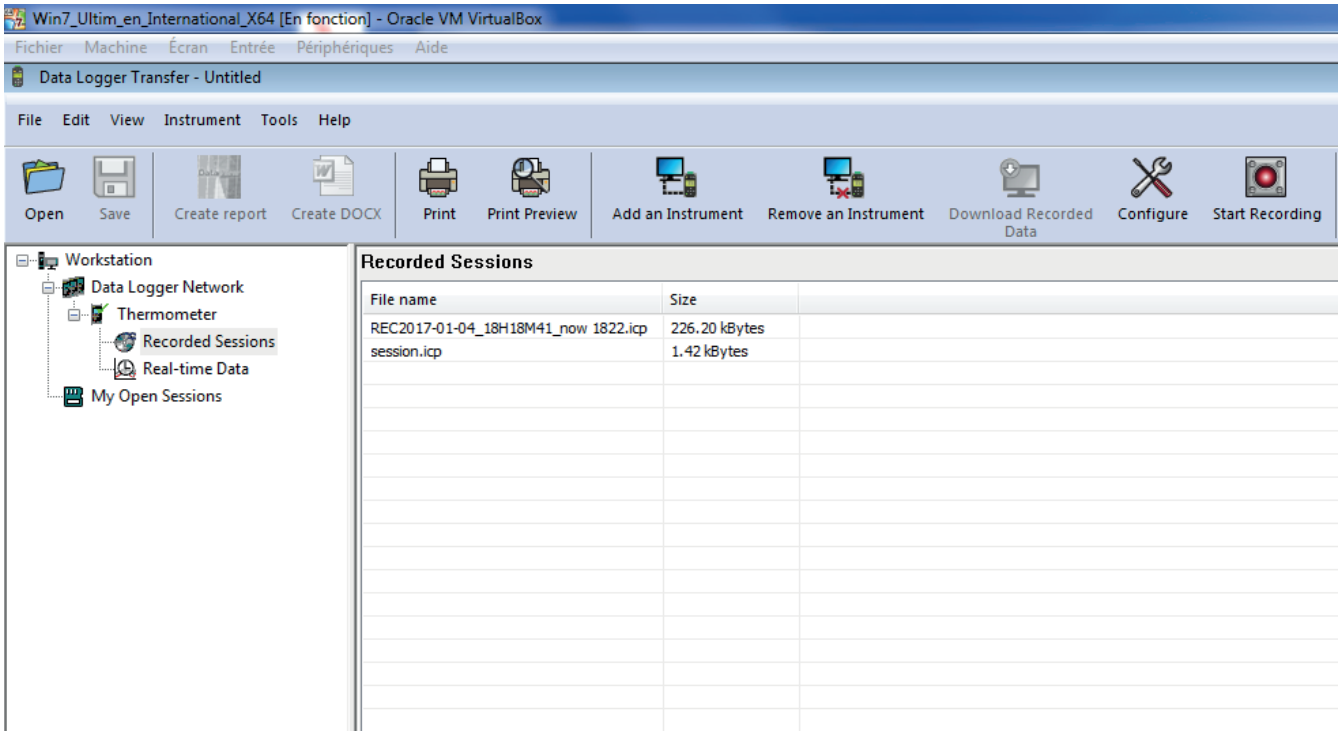 Win7_Ultim_en_International_X64 [En fonction] - Oracle VM VirtualBox
Fichier Machine Écran Entrée Périphériques Aide
Data Logger Transfer - Untitled
File Edit View Instrument Tools Help
Open Save Create report Create DOCX Print Print Preview Add an Instrument Remove an Instrument Download Recorded Data Configure Start Recording
Workstation
Data Logger Network
Thermometer
Recorded Sessions
Real-time Data
My Open Sessions
Recorded Sessions
File name Size
REC2017-01-04_18H18M41_now 1822.icp 226.20 kBytes
session.icp 1.42 kBytes